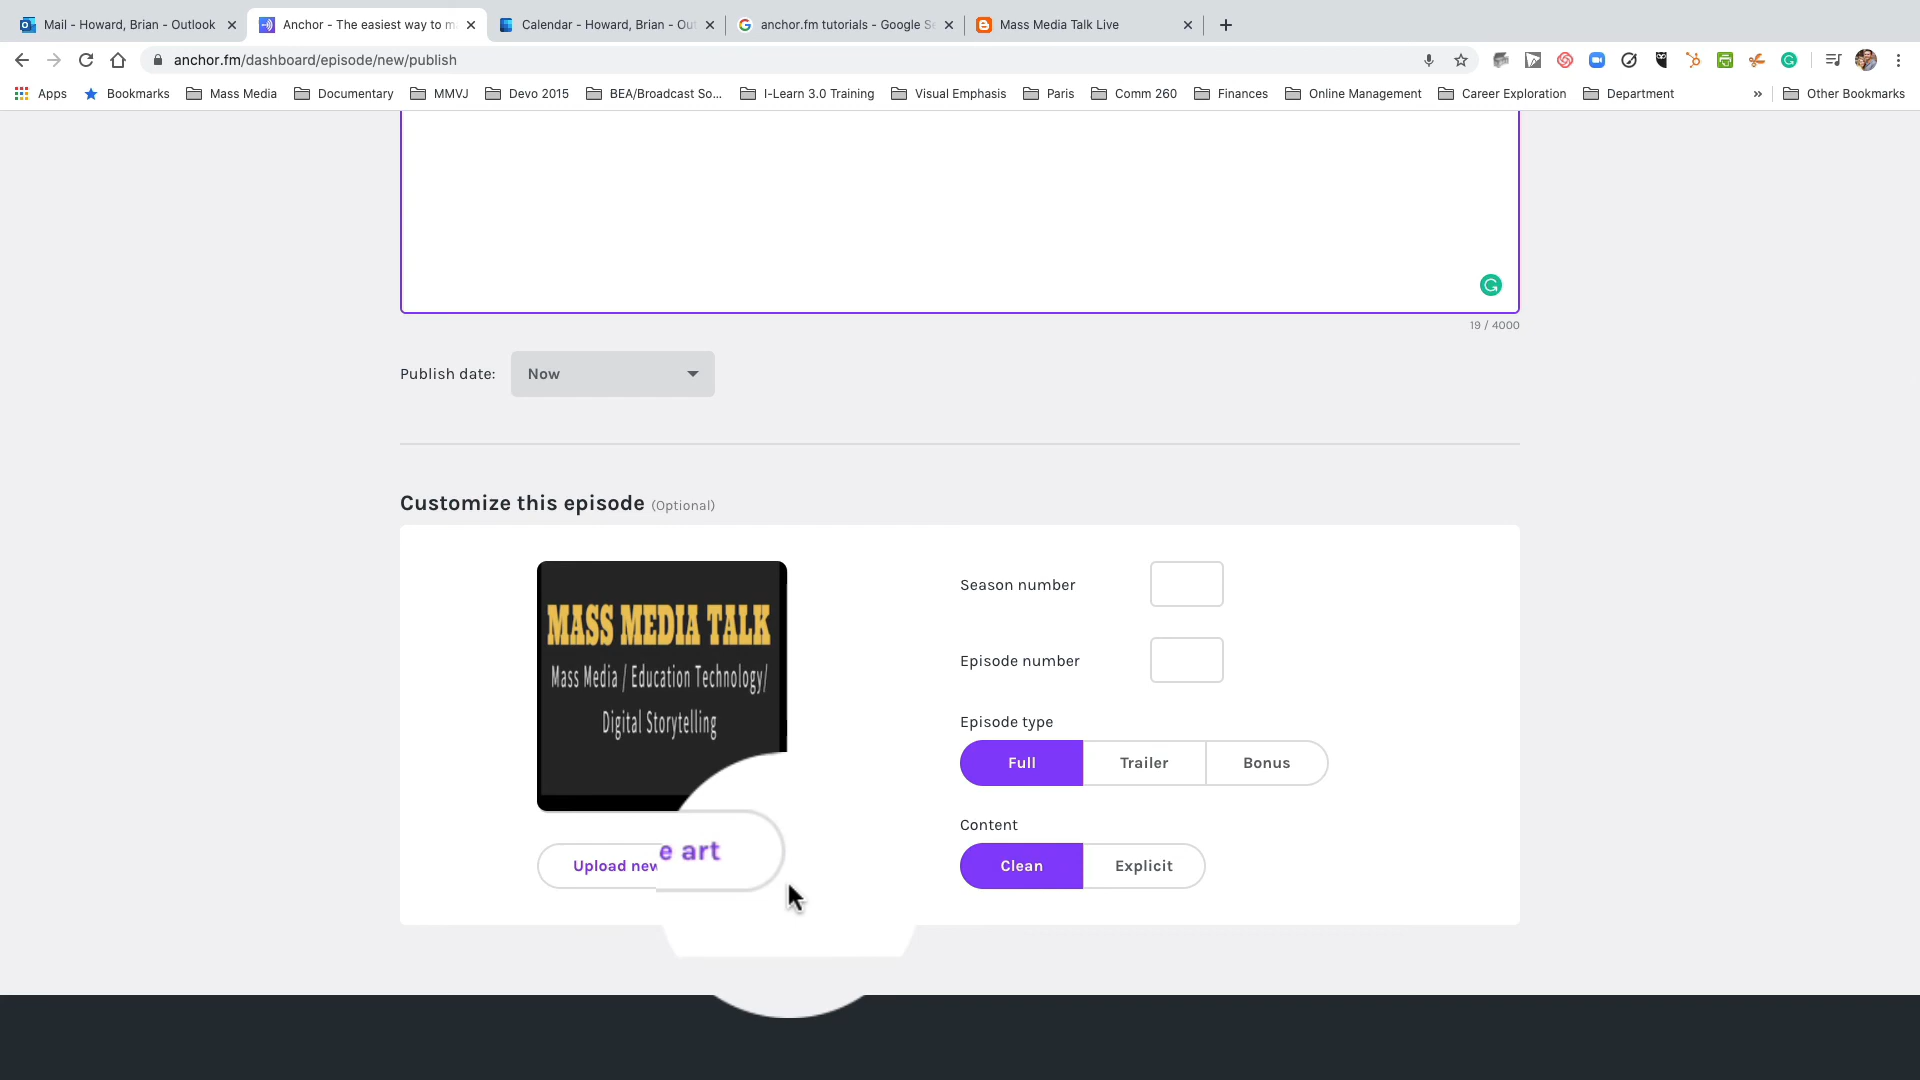 Mail - Howard, Brian - Outlook
Anchor - The easiest way to m
Calendar - Howard, Brian - Ou
anchor.fm tutorials - Google Se
Mass Media Talk Live
anchor.fm/dashboard/episode/new/publish
Apps
Bookmarks
Mass Media
Documentary
MMVJ
Devo 2015
BEA/Broadcast So...
I-Learn 3.0 Training
Visual Emphasis
Paris
Comm 260
Finances
Online Management
Career Exploration
Department
»
Other Bookmarks
19 / 4000
Publish date:
Now
Customize this episode (Optional)
MASS MEDIA TALK
Mass Media / Education Technology/
Digital Storytelling
Upload new
e art
Season number
Episode number
Episode type
Full
Trailer
Bonus
Content
Clean
Explicit